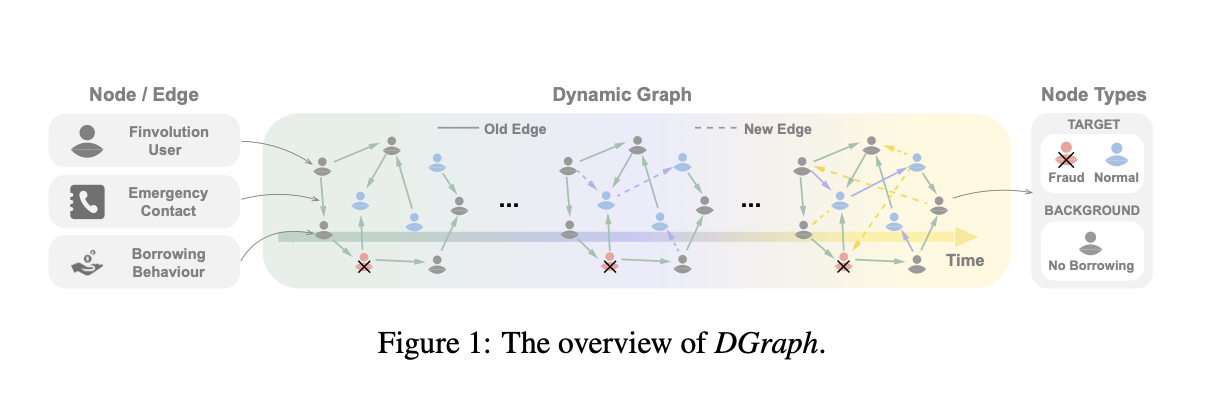 Node / Edge
Finvolution
User
Emergency
Contact
Borrowing
Behaviour
Dynamic Graph
Old Edge
New Edge
...
...
Time
Node Types
TARGET
Fraud Normal
BACKGROUND
No Borrowing
Figure 1: The overview of DGraph.